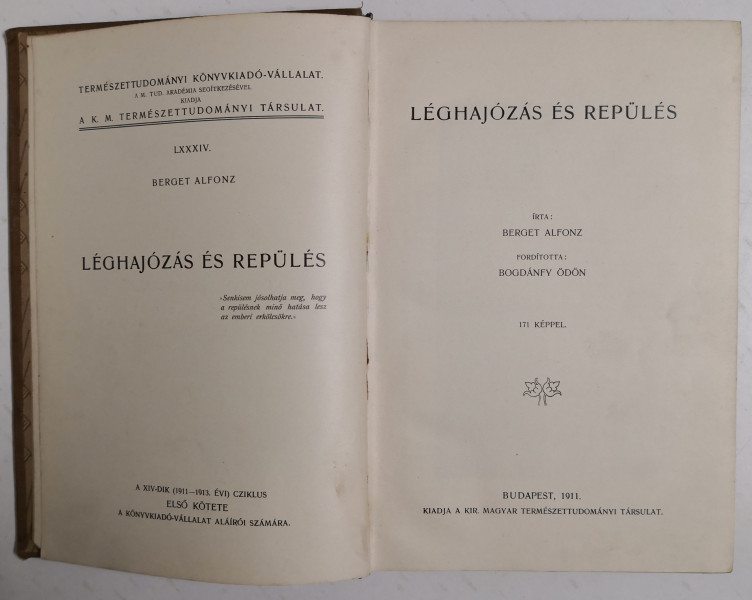 TERMÉSZETTUDOMÁNYI KÖNYVKIADÓ-VÁLLALAT.
A M. TUD. AKADÉMIA SEGÍTKEZÉSÉVEL
KIADJA
A K. M. TERMÉSZETTUDOMÁNYI TÁRSULAT.
LXXXIV.
BERGET ALFONZ
LÉGHAJÓZÁS ÉS REPÜLÉS
«Senkisem jósolhatja meg, hogy
a repülésnek minő hatása lesz
az emberi erkölcsökre.»
A XIV-DIK (1911—1913. ÉVI) CZIKLUS
ELSŐ KÖTETE
A KÖNYVKIADÓ-VÁLLALAT ALÁÍRÓI SZÁMÁRA.
LÉGHAJÓZÁS ÉS REPÜLÉS
ÍRTA:
BERGET ALFONZ
FORDÍTOTTA:
BOGDÁNFY ÖDÖN
171 KÉPPEL.
BUDAPEST, 1911.
KIADJA A KIR. MAGYAR TERMÉSZETTUDOMÁNYI TÁRSULAT.